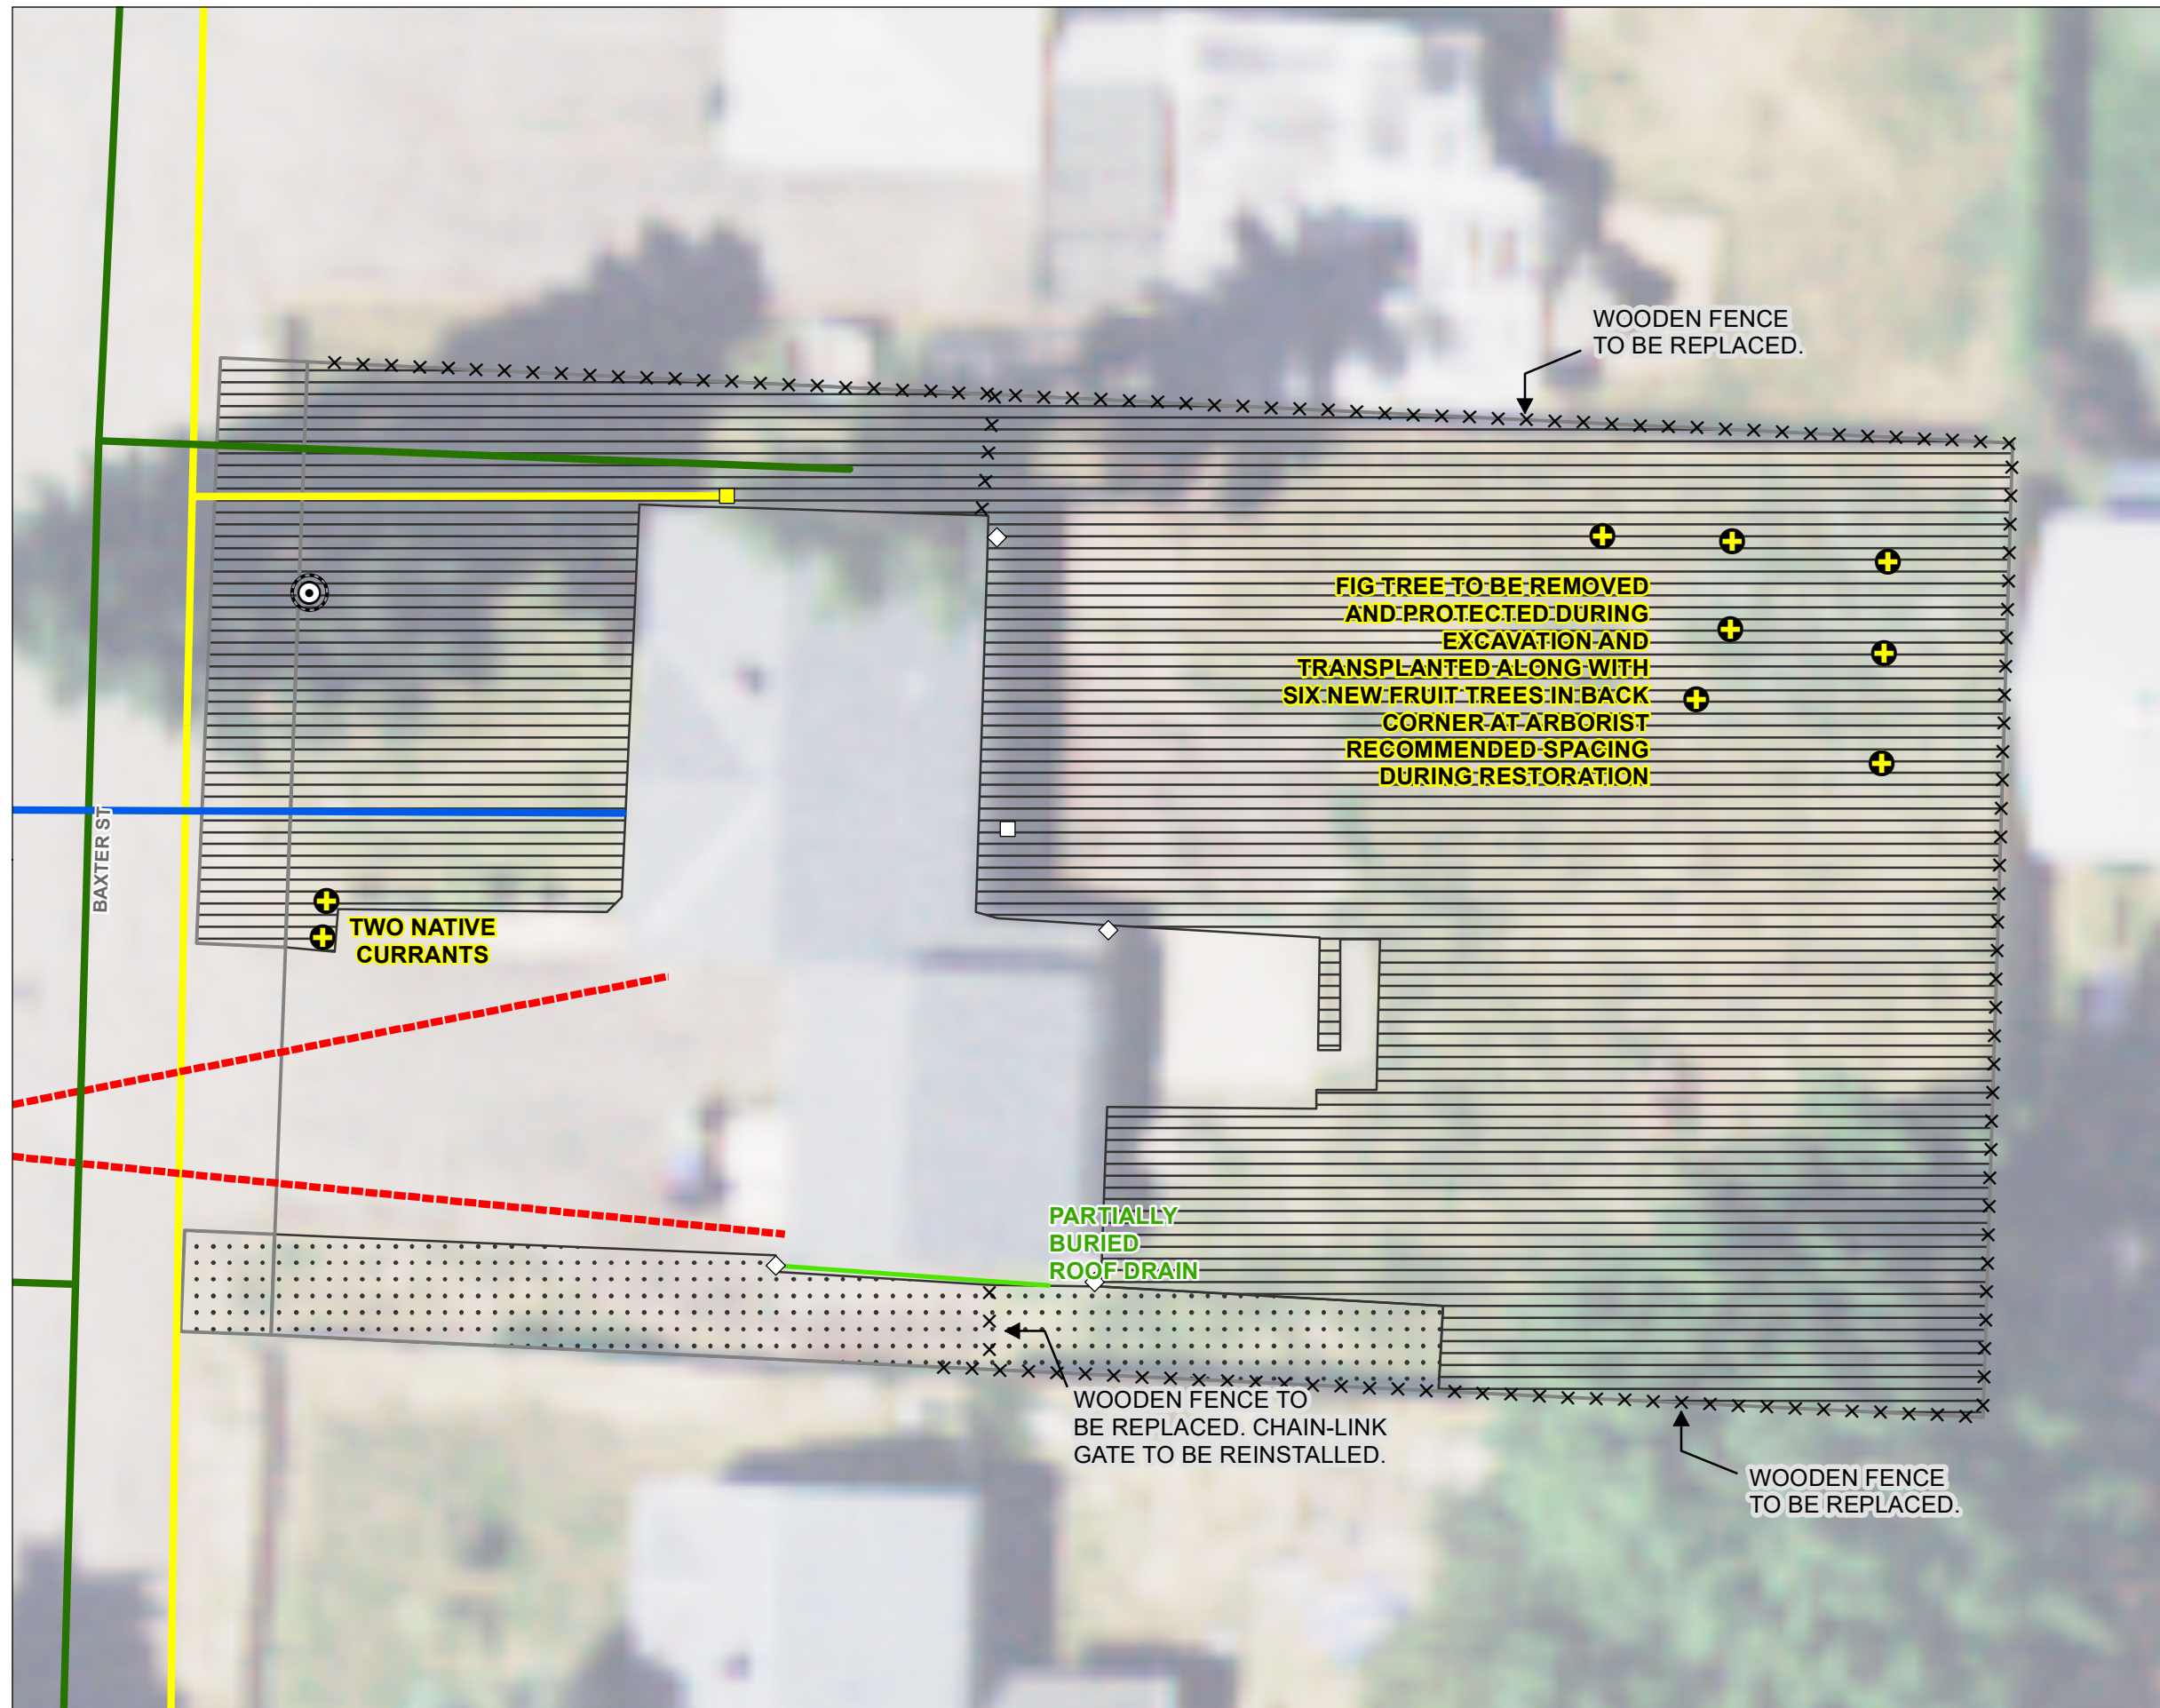 WOODEN FENCE
TO BE REPLACED.
FIG TREE TO BE REMOVED
AND PROTECTED DURING
EXCAVATION AND
TRANSPLANTED ALONG WITH
SIX NEW FRUIT TREES IN BACK
CORNER AT ARBORIST
RECOMMENDED SPACING
DURING RESTORATION
BAXTER ST
TWO NATIVE
CURRANTS
PARTIALLY
BURIED
ROOF DRAIN
WOODEN FENCE TO
BE REPLACED. CHAIN-LINK
GATE TO BE REINSTALLED.
WOODEN FENCE
TO BE REPLACED.